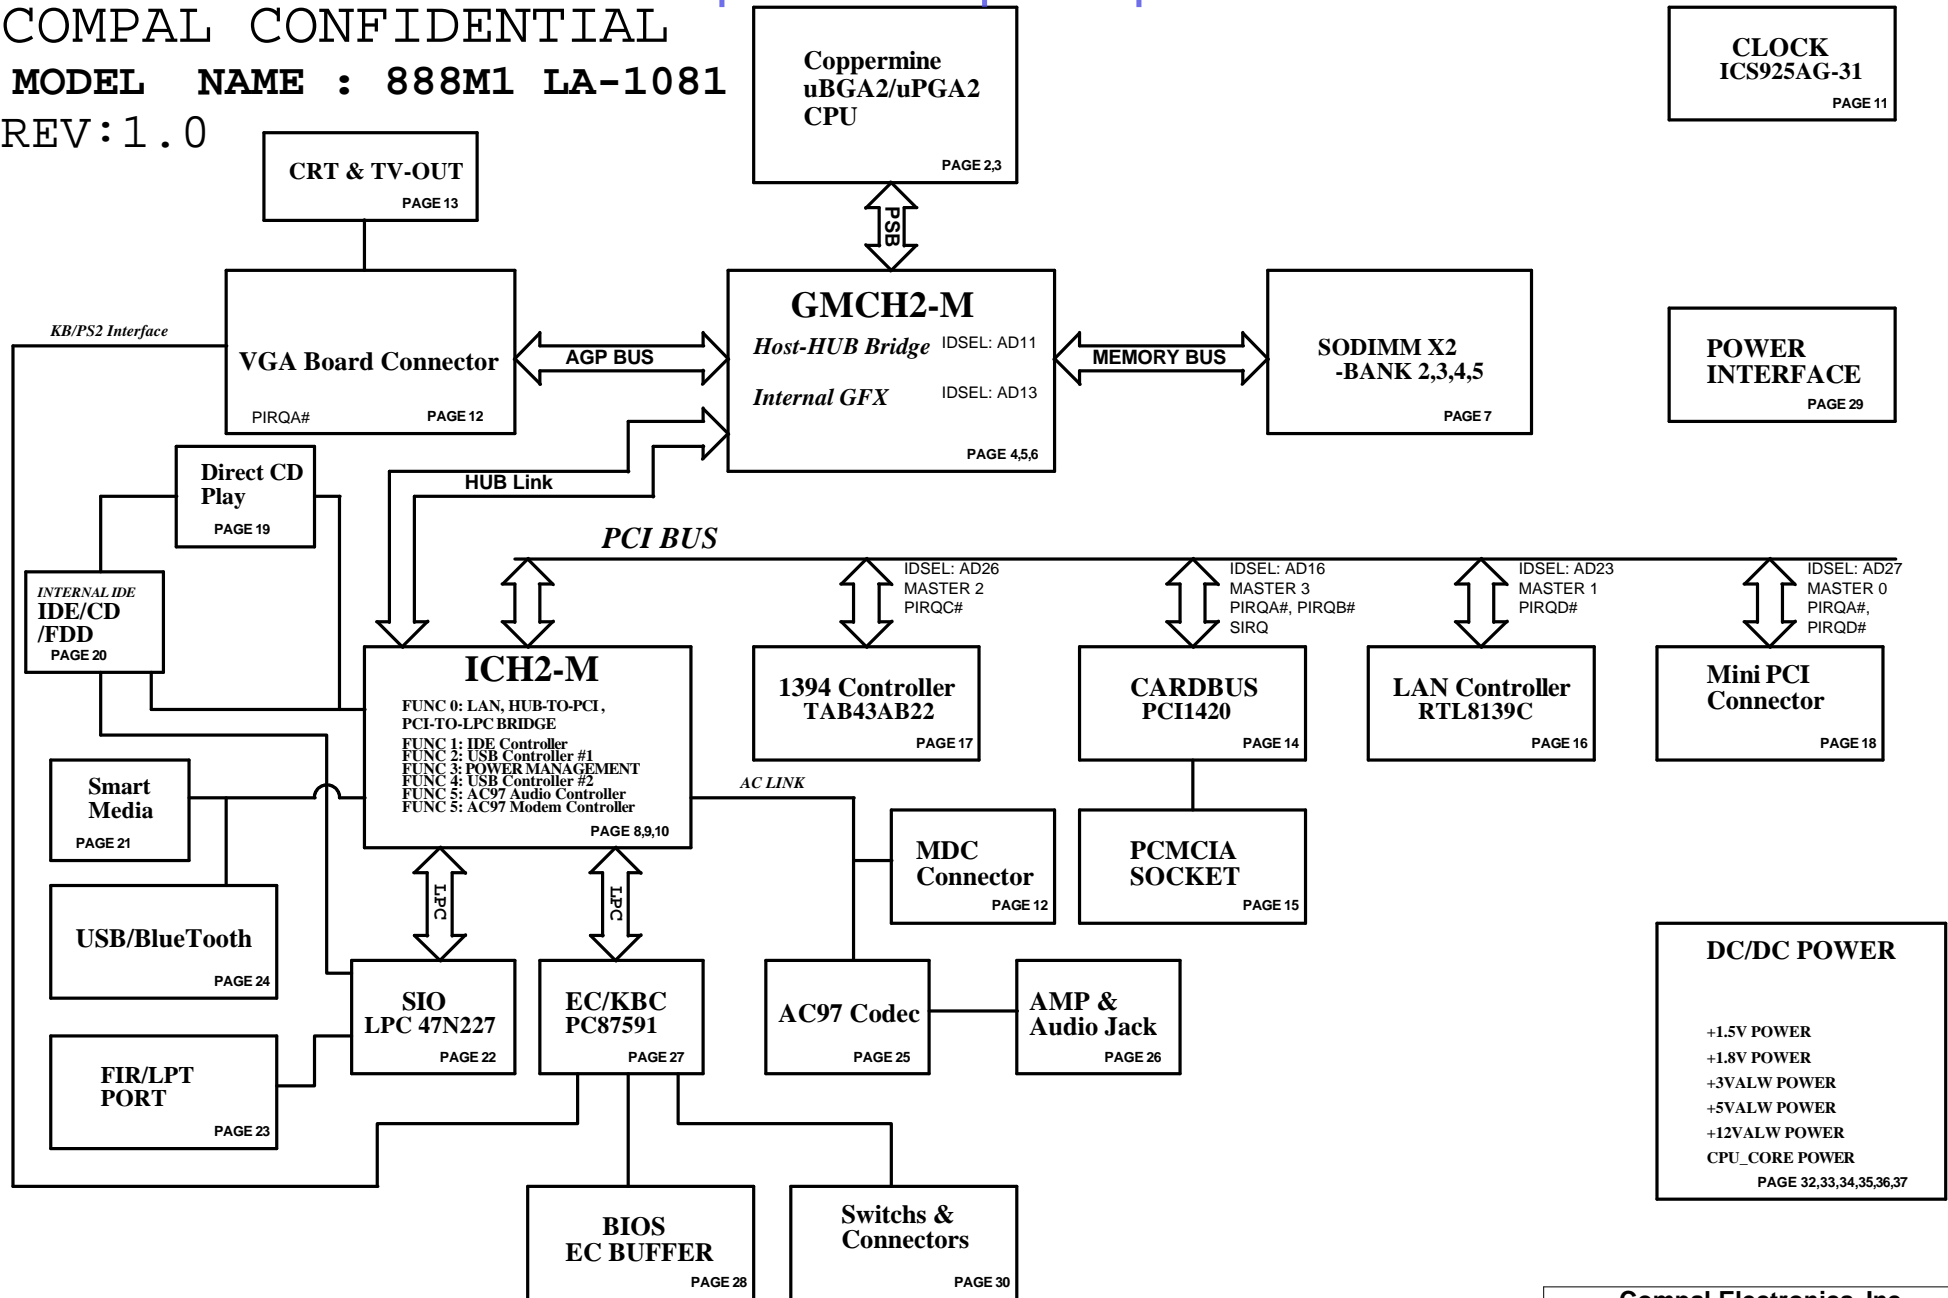 COMPAL CONFIDENTIAL
MODEL NAME : 888M1 LA-1081
REV:1.0
Coppermine
uBGA2/uPGA2
CPU
PAGE 2,3
CLOCK
ICS925AG-31
PAGE 11
CRT & TV-OUT
PAGE 13
PSB
KB/PS2 Interface
VGA Board Connector
PIRQA#
PAGE 12
AGP BUS
GMCH2-M
Host-HUB Bridge
IDSEL: AD11
Internal GFX
IDSEL: AD13
PAGE 4,5,6
MEMORY BUS
SODIMM X2
-BANK 2,3,4,5
PAGE 7
POWER
INTERFACE
PAGE 29
Direct CD
Play
PAGE 19
HUB Link
PCI BUS
INTERNAL IDE
IDE/CD
/FDD
PAGE 20
IDSEL: AD26
MASTER 2
PIRQC#
IDSEL: AD16
MASTER 3
PIRQA#, PIRQB#
SIRQ
IDSEL: AD23
MASTER 1
PIRQD#
IDSEL: AD27
MASTER 0
PIRQA#,
PIRQD#
ICH2-M
FUNC 0: LAN, HUB-TO-PCI ,
PCI-TO-LPC BRIDGE
FUNC 1: IDE Controller
FUNC 2: USB Controller #1
FUNC 3: POWER MANAGEMENT
FUNC 4: USB Controller #2
FUNC 5: AC97 Audio Controller
FUNC 5: AC97 Modem Controller
PAGE 8,9,10
1394 Controller
TAB43AB22
PAGE 17
CARDBUS
PCI1420
PAGE 14
LAN Controller
RTL8139C
PAGE 16
Mini PCI
Connector
PAGE 18
Smart
Media
PAGE 21
AC LINK
MDC
Connector
PAGE 12
PCMCIA
SOCKET
PAGE 15
LPC
LPC
USB/BlueTooth
PAGE 24
SIO
LPC 47N227
PAGE 22
EC/KBC
PC87591
PAGE 27
AC97 Codec
PAGE 25
AMP &
Audio Jack
PAGE 26
DC/DC POWER
+1.5V POWER
+1.8V POWER
+3VALW POWER
+5VALW POWER
+12VALW POWER
CPU_CORE POWER
PAGE 32,33,34,35,36,37
FIR/LPT
PORT
PAGE 23
BIOS
EC BUFFER
PAGE 28
Switchs &
Connectors
PAGE 30
Compal Electronics, Inc.